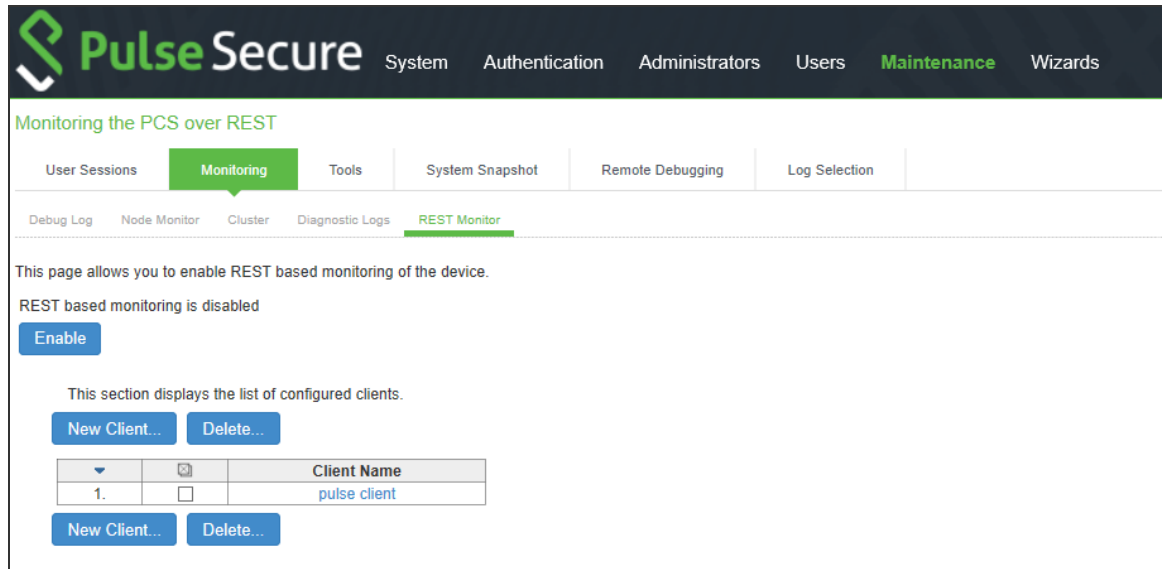 Pulse Secure System Authentication Administrators Users Maintenance Wizards
Monitoring the PCS over REST
User Sessions Monitoring Tools System Snapshot Remote Debugging Log Selection
Debug Log Node Monitor Cluster Diagnostic Logs REST Monitor
This page allows you to enable REST based monitoring of the device.
REST based monitoring is disabled
Enable
This section displays the list of configured clients.
New Client... Delete...
Client Name
1. pulse client
New Client... Delete...